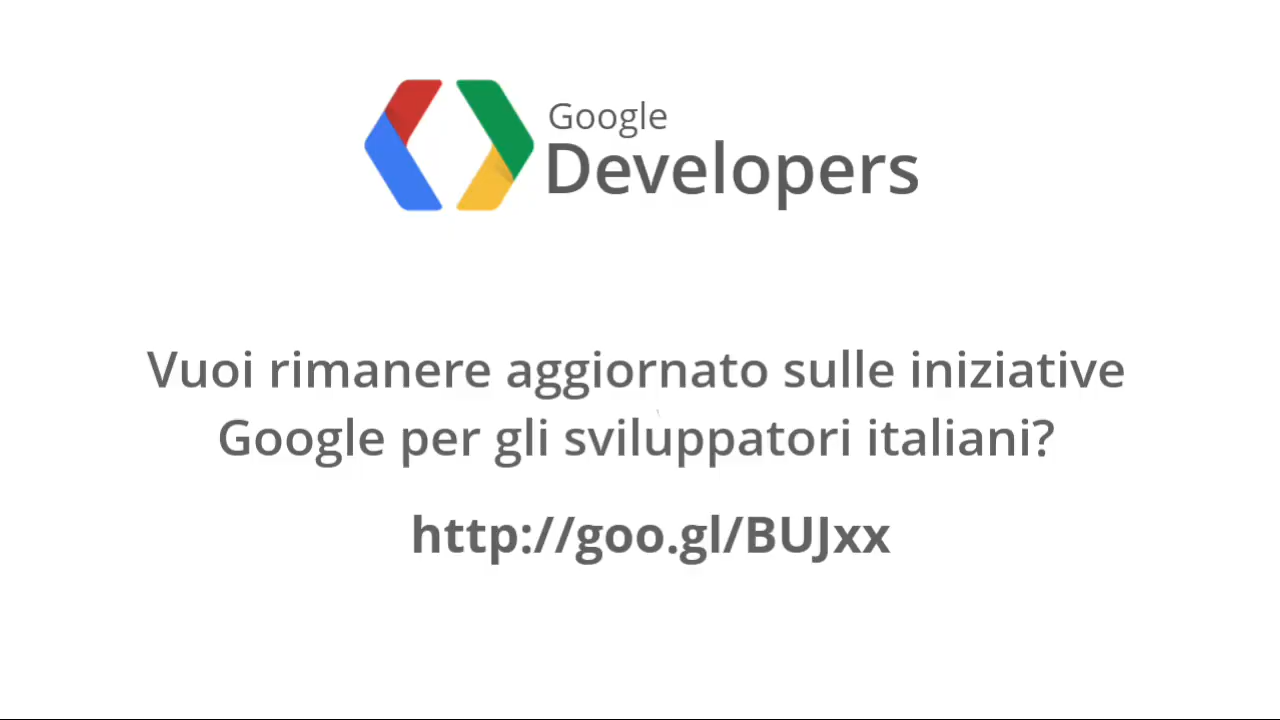 Google
Developers
Vuoi rimanere aggiornato sulle iniziative
Google per gli sviluppatori italiani?
http://goo.gl/BUJxx